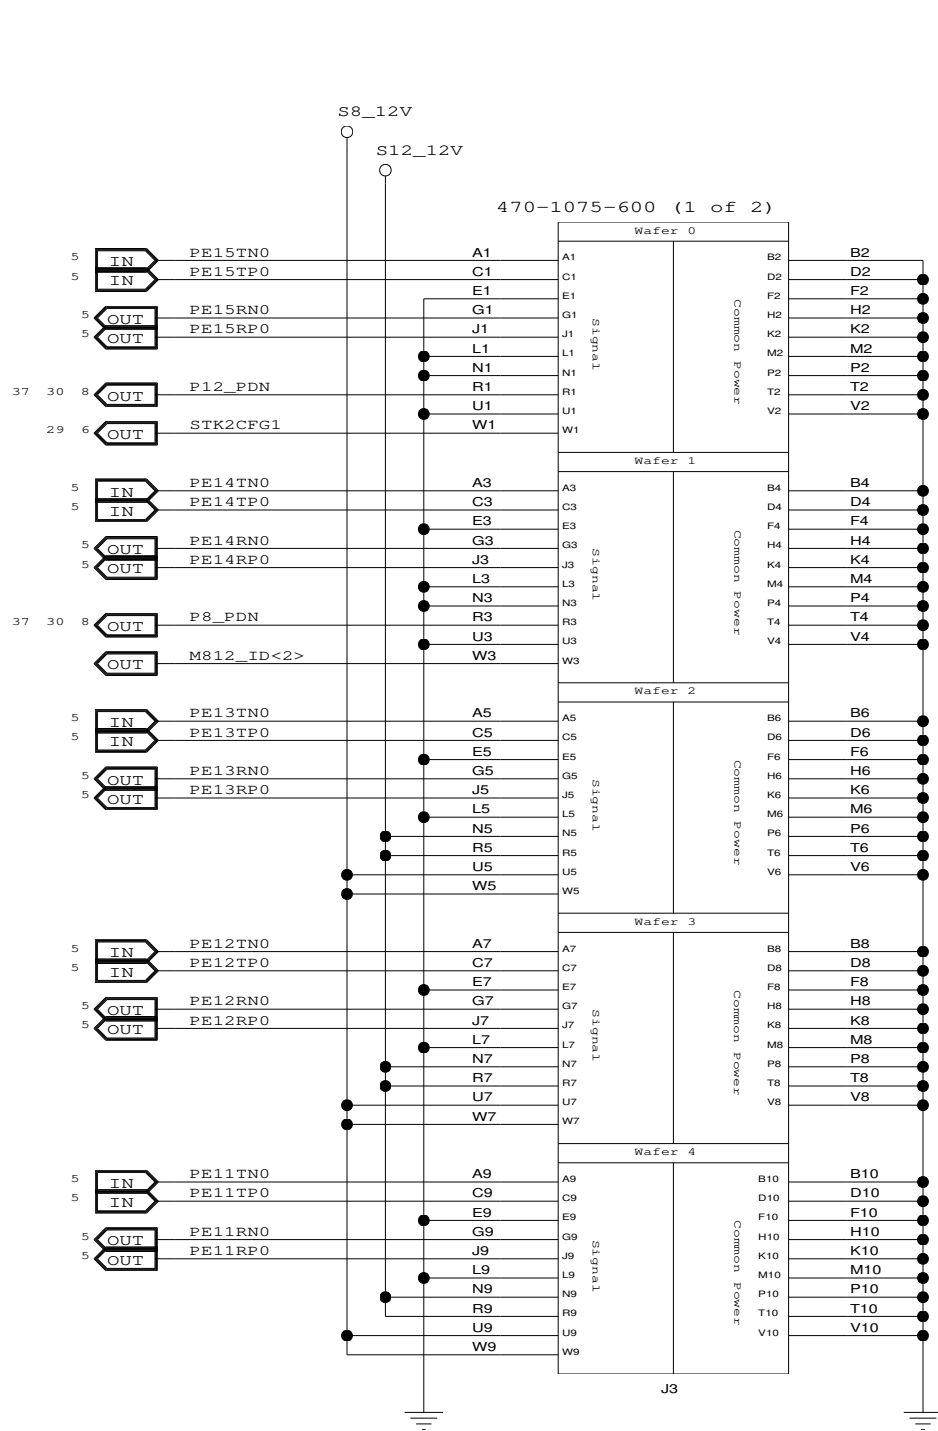 S8_12V
S12_12V
470-1075-600 (1 of 2)
Wafer 0
5 IN PE15TN0 A1 A1 B2 B2
5 IN PE15TP0 C1 C1 D2 D2
E1 E1 F2 F2
5 OUT PE15RN0 G1 G1 H2 H2
5 OUT PE15RP0 J1 J1 K2 K2
L1 L1 M2 M2
N1 N1 P2 P2
37 30 8 OUT P12_PDN R1 R1 T2 T2
U1 U1 V2 V2
29 6 OUT STK2CFG1 W1 W1
Signal
Common Power
Wafer 1
5 IN PE14TN0 A3 A3 B4 B4
5 IN PE14TP0 C3 C3 D4 D4
E3 E3 F4 F4
5 OUT PE14RN0 G3 G3 H4 H4
5 OUT PE14RP0 J3 J3 K4 K4
L3 L3 M4 M4
N3 N3 P4 P4
37 30 8 OUT P8_PDN R3 R3 T4 T4
U3 U3 V4 V4
OUT M812_ID<2> W3 W3
Signal
Common Power
Wafer 2
5 IN PE13TN0 A5 A5 B6 B6
5 IN PE13TP0 C5 C5 D6 D6
E5 E5 F6 F6
5 OUT PE13RN0 G5 G5 H6 H6
5 OUT PE13RP0 J5 J5 K6 K6
L5 L5 M6 M6
N5 N5 P6 P6
R5 R5 T6 T6
U5 U5 V6 V6
W5 W5
Signal
Common Power
Wafer 3
5 IN PE12TN0 A7 A7 B8 B8
5 IN PE12TP0 C7 C7 D8 D8
E7 E7 F8 F8
5 OUT PE12RN0 G7 G7 H8 H8
5 OUT PE12RP0 J7 J7 K8 K8
L7 L7 M8 M8
N7 N7 P8 P8
R7 R7 T8 T8
U7 U7 V8 V8
W7 W7
Signal
Common Power
Wafer 4
5 IN PE11TN0 A9 A9 B10 B10
5 IN PE11TP0 C9 C9 D10 D10
E9 E9 F10 F10
5 OUT PE11RN0 G9 G9 H10 H10
5 OUT PE11RP0 J9 J9 K10 K10
L9 L9 M10 M10
N9 N9 P10 P10
R9 R9 T10 T10
U9 U9 V10 V10
W9 W9
Signal
Common Power
J3